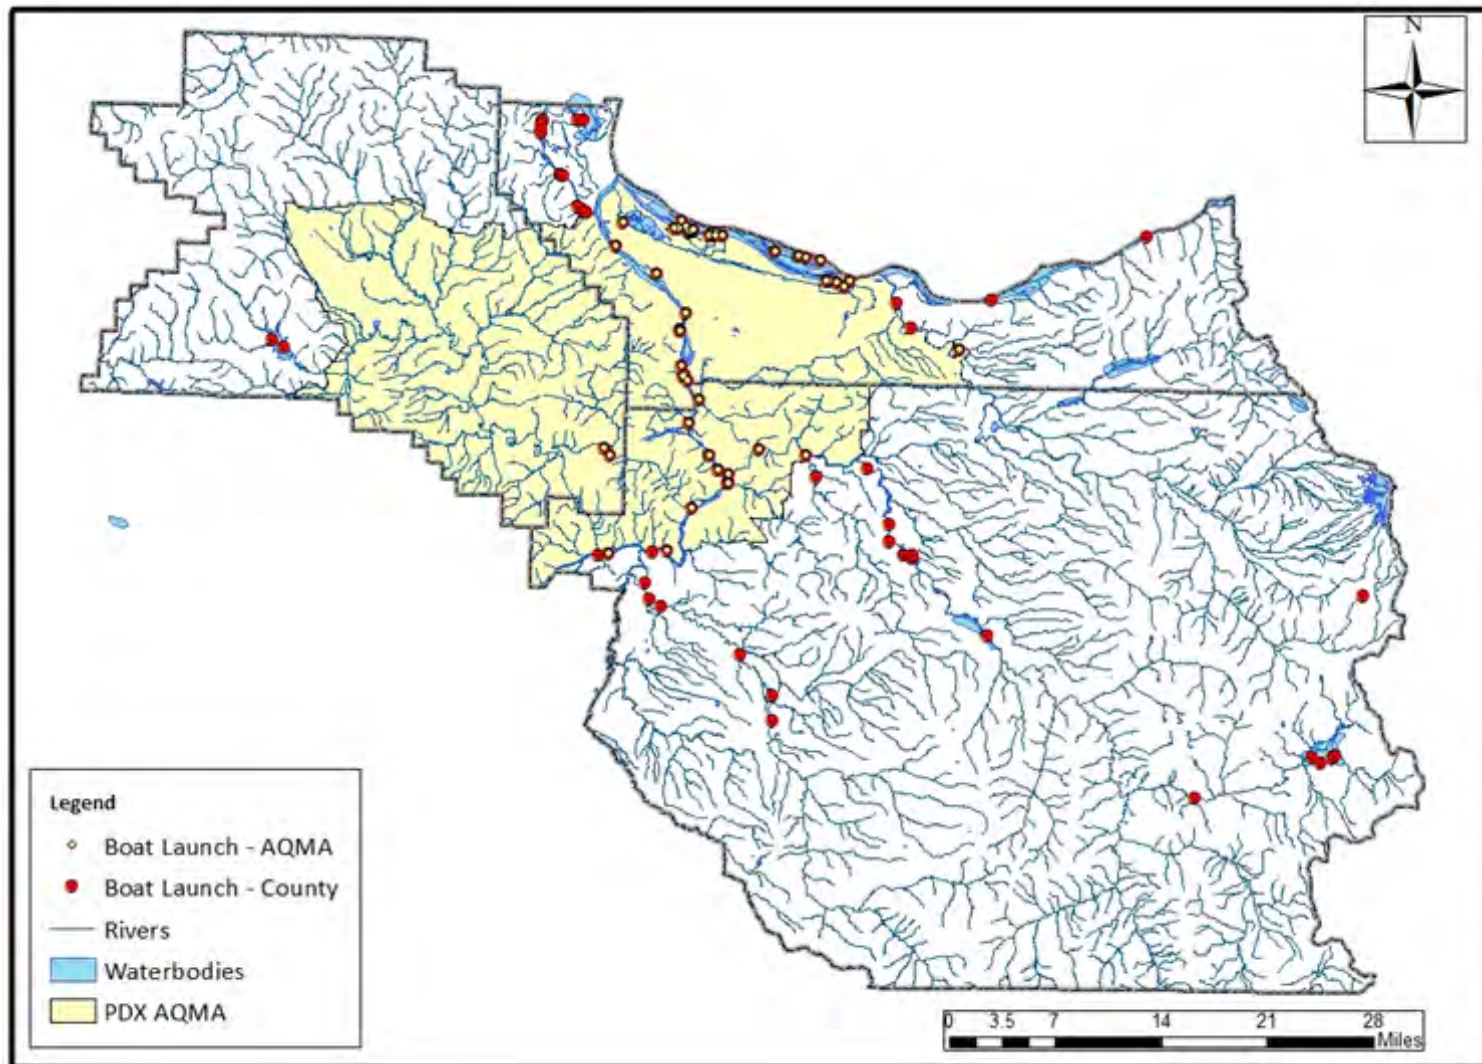 N
Legend
Boat Launch - AQMA
Boat Launch - County
Rivers
Waterbodies
PDX AQMA
0 3.5 7 14 21 28
Miles